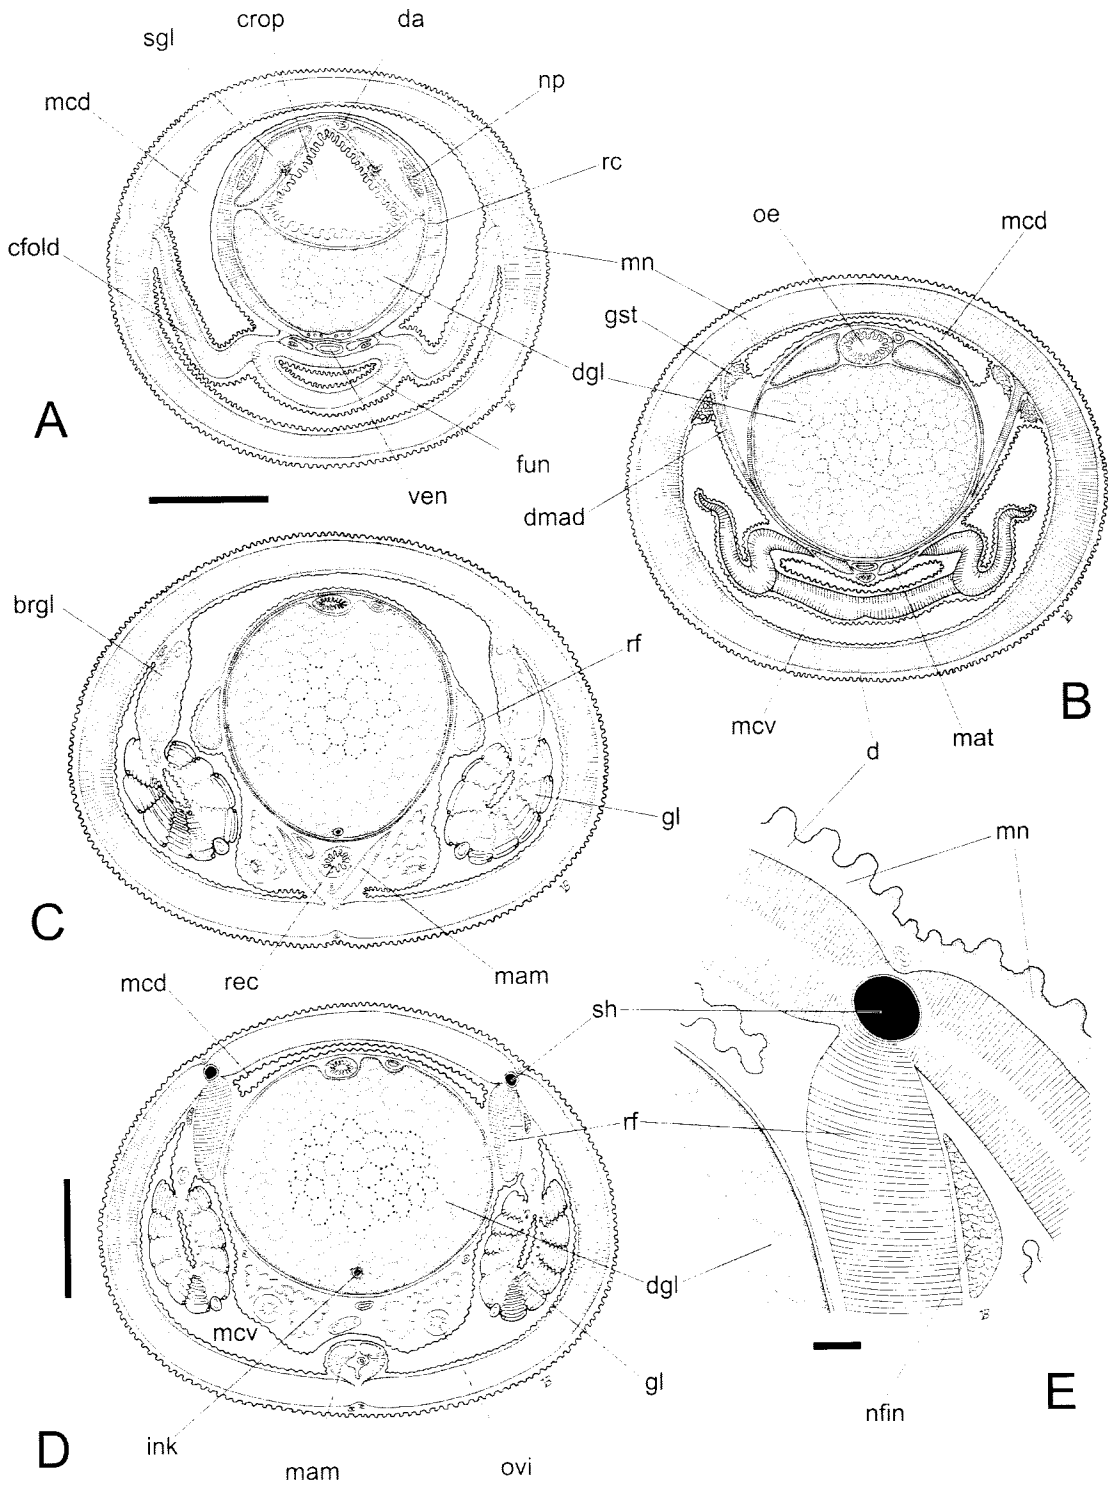 crop
da
sgl
np
mcd
rc
oe
mcd
cfold
mn
gst
dgl
A
fun
ven
dmad
brgl
rf
B
mcv
mat
d
gl
mn
C
rec
mam
mcd
sh
rf
dgl
mcv
gl
E
nfin
D
ink
mam
ovi